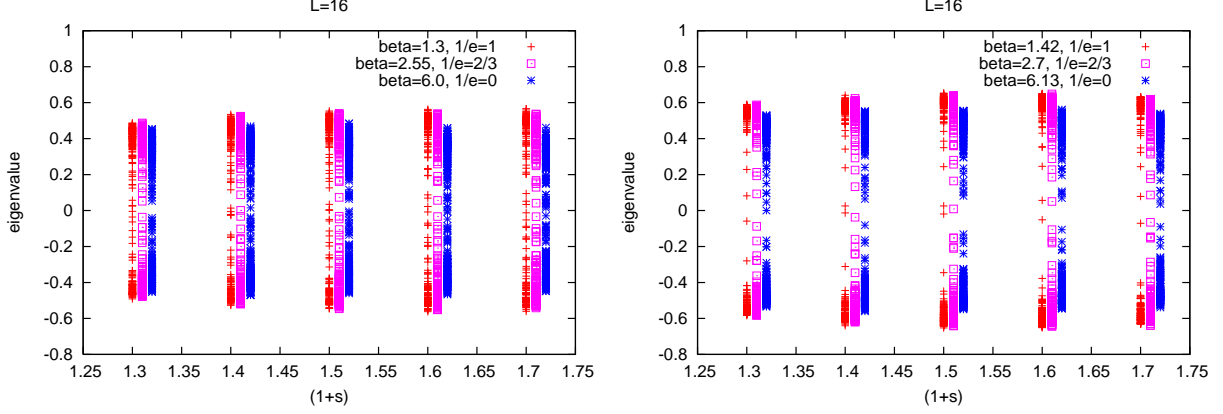 L=16
beta=1.3, 1/e=1
beta=2.55, 1/e=2/3
beta=6.0, 1/e=0
eigenvalue
1
0.8
0.6
0.4
0.2
0
-0.2
-0.4
-0.6
-0.8
1.25 1.3 1.35 1.4 1.45 1.5 1.55 1.6 1.65 1.7 1.75
(1+s)
L=16
beta=1.42, 1/e=1
beta=2.7, 1/e=2/3
beta=6.13, 1/e=0
eigenvalue
1
0.8
0.6
0.4
0.2
0
-0.2
-0.4
-0.6
-0.8
1.25 1.3 1.35 1.4 1.45 1.5 1.55 1.6 1.65 1.7 1.75
(1+s)